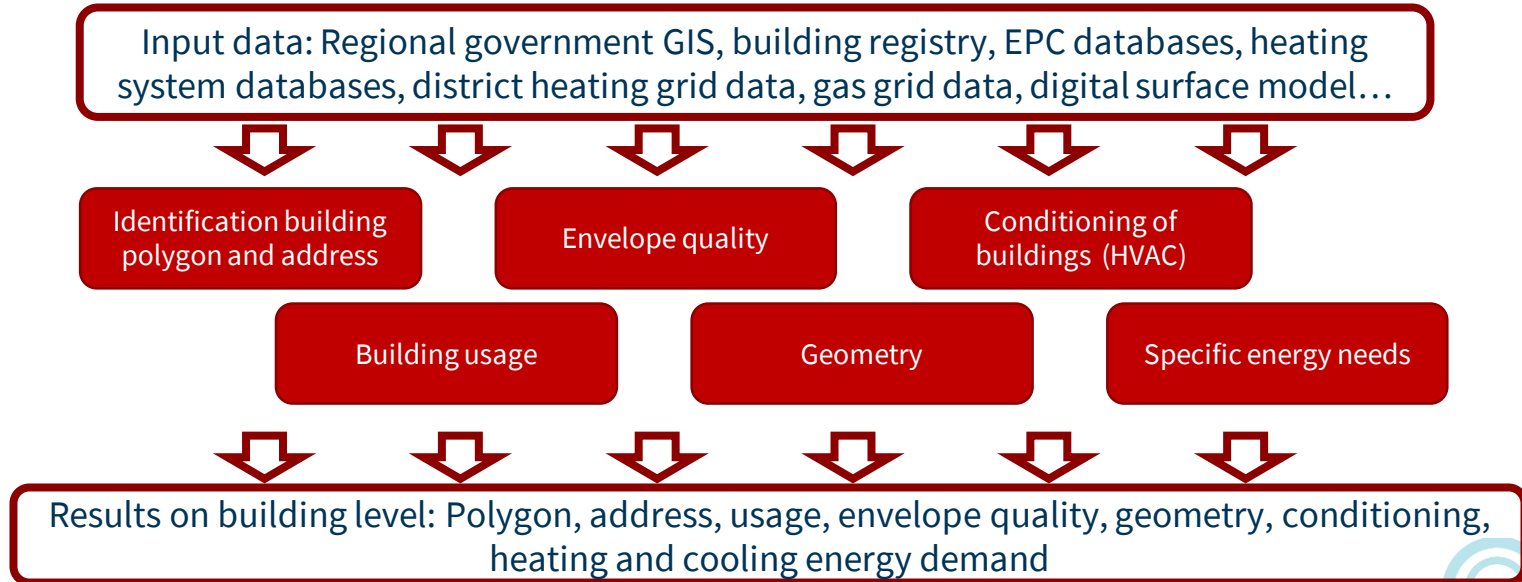 Input data: Regional government GIS, building registry, EPC databases, heating
system databases, district heating grid data, gas grid data, digital surface model…
Identification building
polygon and address
Envelope quality
Conditioning of
buildings (HVAC)
Building usage
Geometry
Specific energy needs
Results on building level: Polygon, address, usage, envelope quality, geometry, conditioning,
heating and cooling energy demand